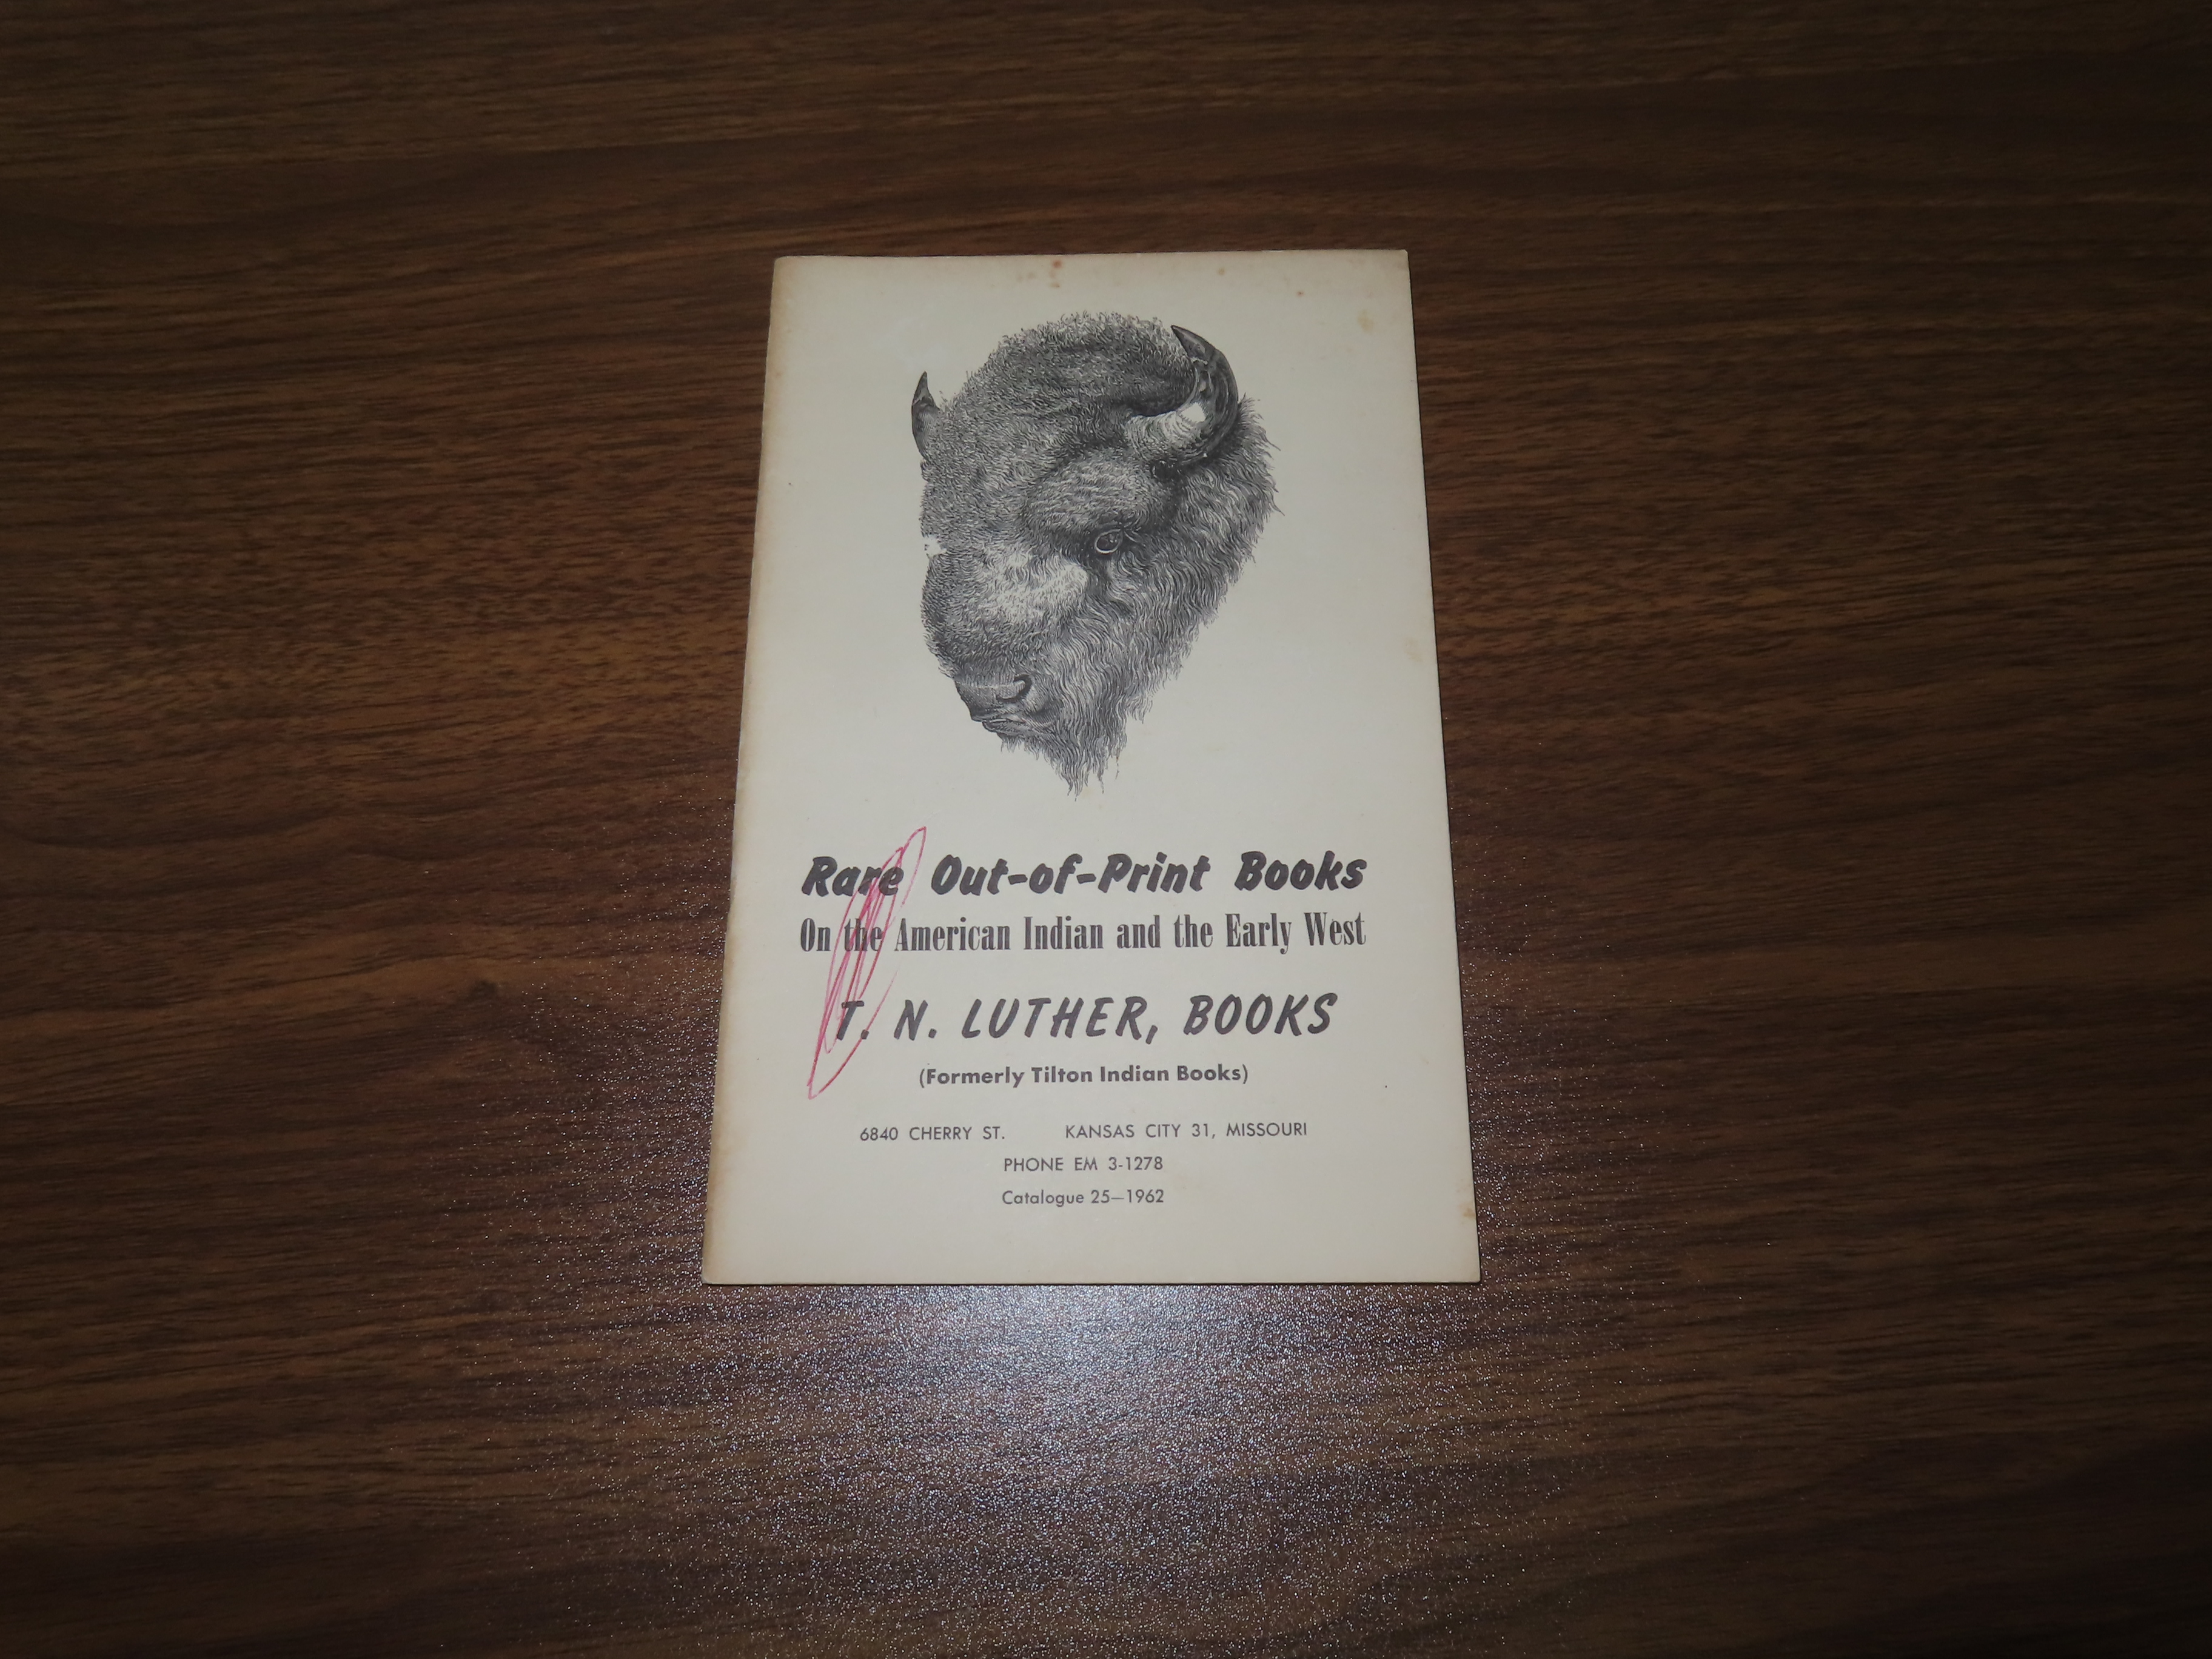 Rare Out-of-Print Books
On the American Indian and the Early West
T. N. LUTHER, BOOKS
(Formerly Tilton Indian Books)
6840 CHERRY ST. KANSAS CITY 31, MISSOURI
PHONE EM 3-1278
Catalogue 25—1962